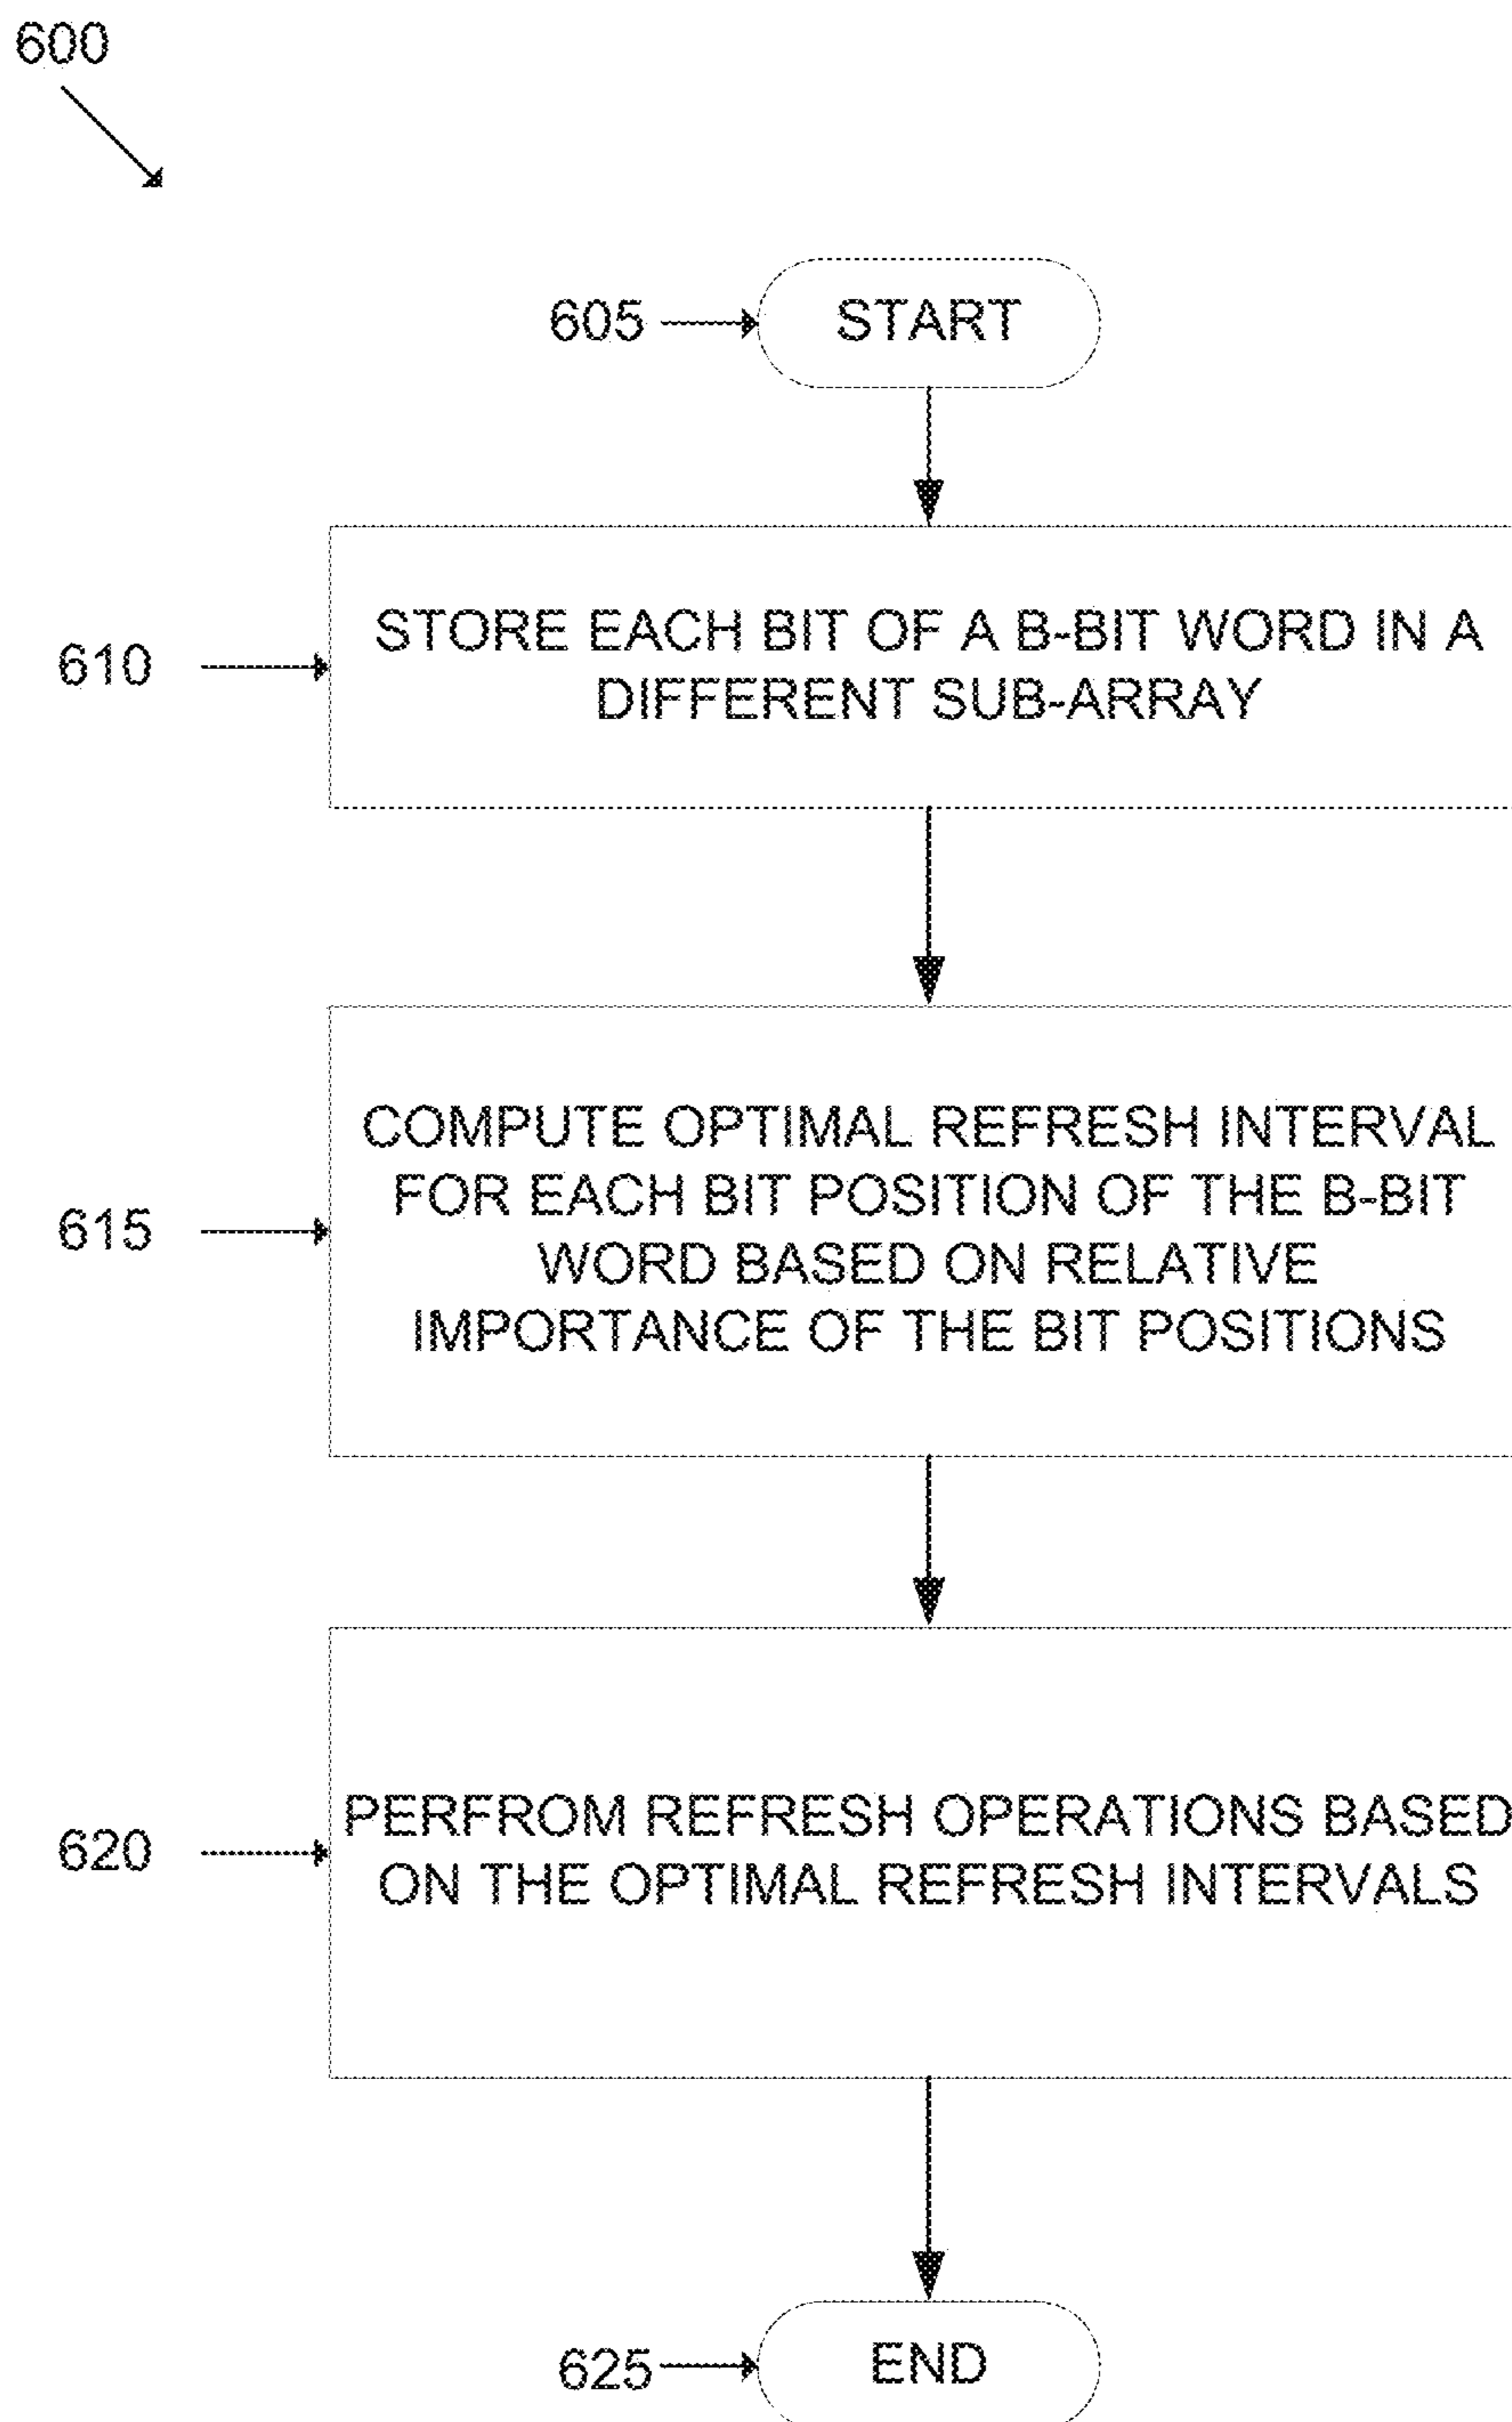 600
605
START
610
STORE EACH BIT OF A B-BIT WORD IN A
DIFFERENT SUB-ARRAY
615
COMPUTE OPTIMAL REFRESH INTERVAL
FOR EACH BIT POSITION OF THE B-BIT
WORD BASED ON RELATIVE
IMPORTANCE OF THE BIT POSITIONS
620
PERFROM REFRESH OPERATIONS BASED
ON THE OPTIMAL REFRESH INTERVALS
625
END